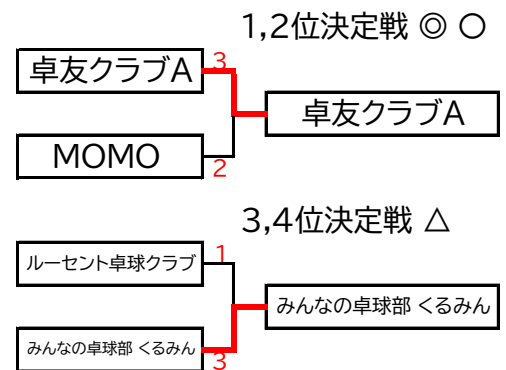 1,2位決定戦 ◎ ○
卓友クラブA
3
卓友クラブA
MOMO
2
3,4位決定戦 △
ルーセント卓球クラブ
1
みんなの卓球部 くるみん
みんなの卓球部 くるみん
3